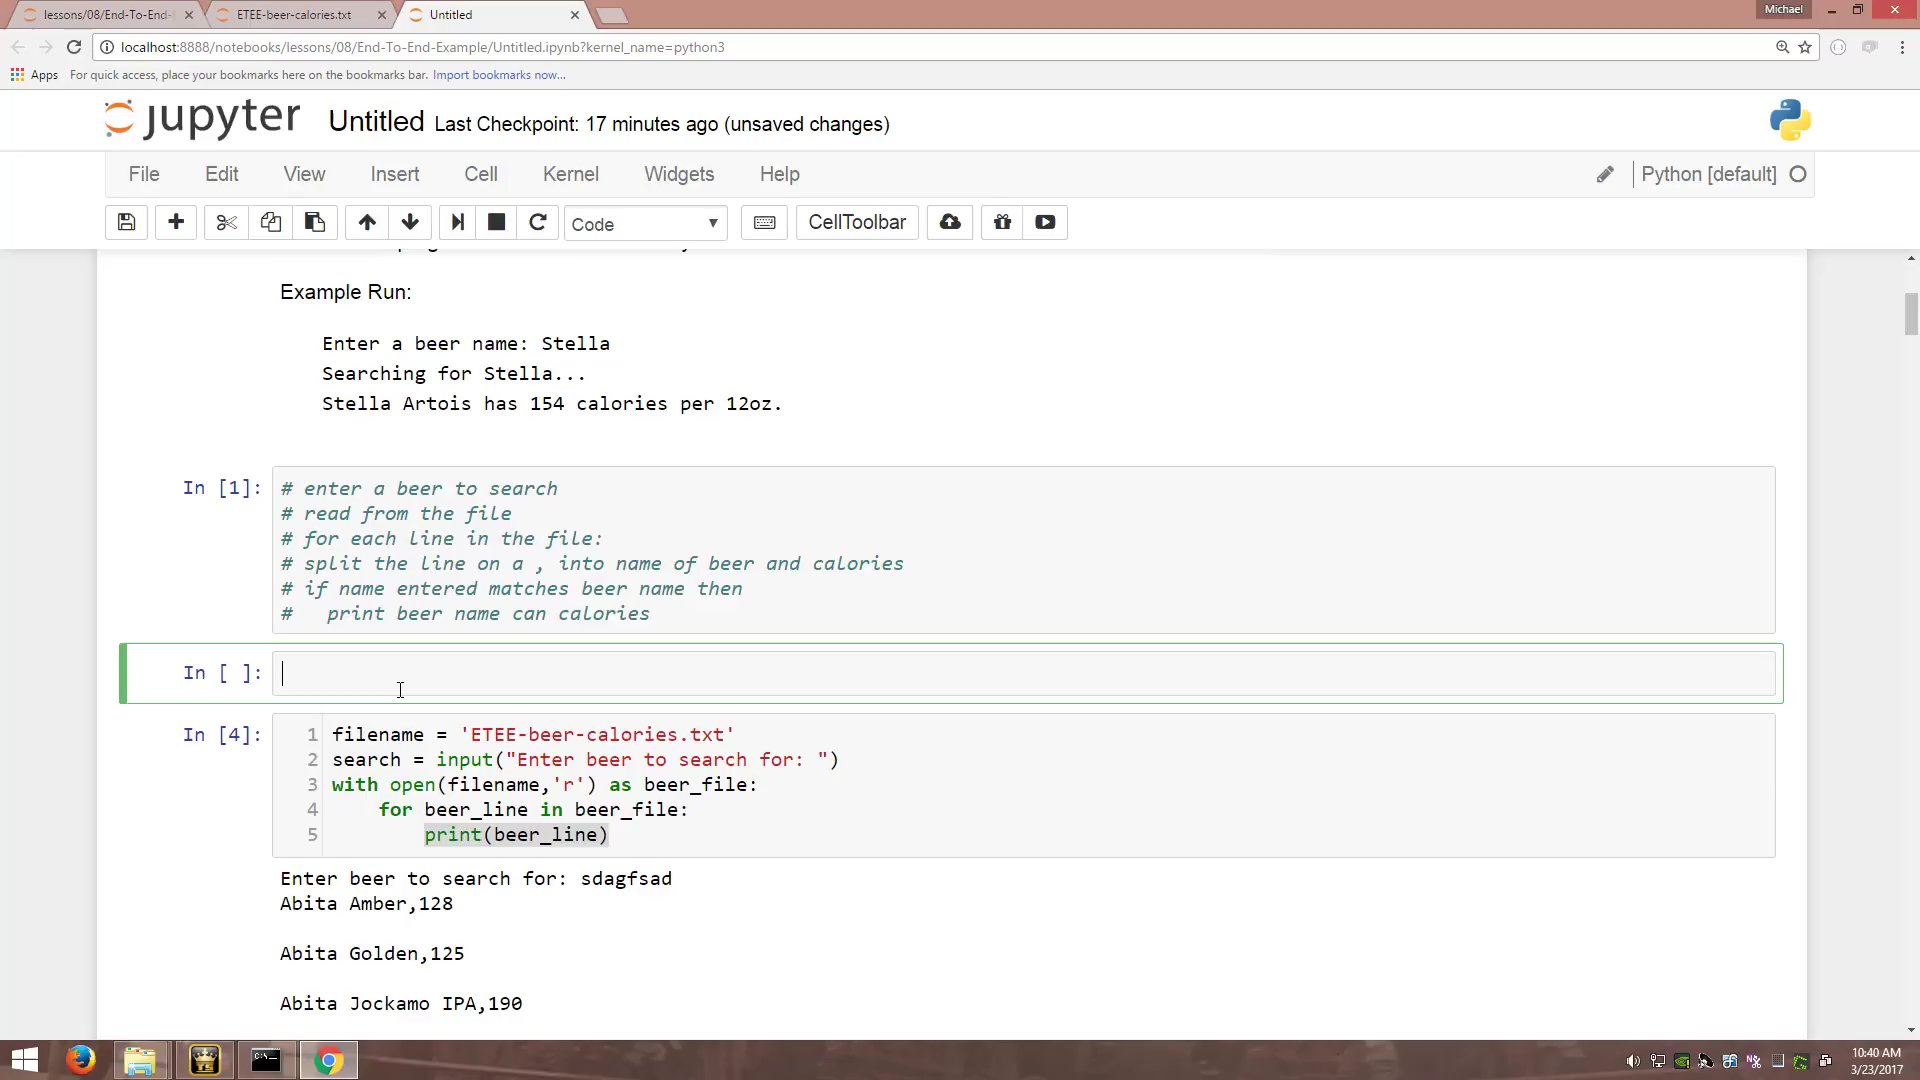 lessons/08/End-To-End-
ETEE-beer-calories.txt
Untitled
Michael
localhost:8888/notebooks/lessons/08/End-To-End-Example/Untitled.ipynb?kernel_name=python3
Apps For quick access, place your bookmarks here on the bookmarks bar. Import bookmarks now...
jupyter Untitled Last Checkpoint: 17 minutes ago (unsaved changes)
File Edit View Insert Cell Kernel Widgets Help Python [default]
Code CellToolbar
Example Run:
Enter a beer name: Stella
Searching for Stella...
Stella Artois has 154 calories per 12oz.
In [1]: # enter a beer to search
# read from the file
# for each line in the file:
# split the line on a , into name of beer and calories
# if name entered matches beer name then
#   print beer name can calories
In [ ]:
In [4]: 1 filename = 'ETEE-beer-calories.txt'
2 search = input("Enter beer to search for: ")
3 with open(filename,'r') as beer_file:
4     for beer_line in beer_file:
5         print(beer_line)
Enter beer to search for: sdagfsad
Abita Amber,128
Abita Golden,125
Abita Jockamo IPA,190
10:40 AM
3/23/2017